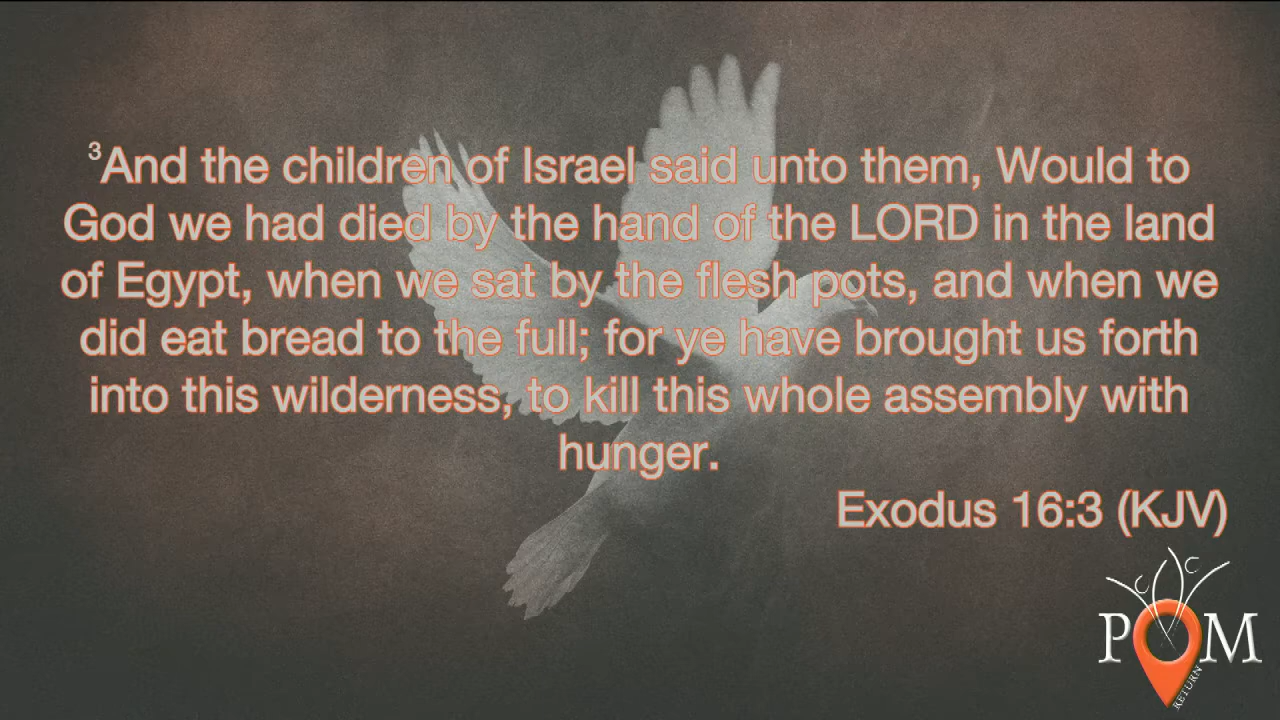 ³And the children of Israel said unto them, Would to
God we had died by the hand of the LORD in the land
of Egypt, when we sat by the flesh pots, and when we
did eat bread to the full; for ye have brought us forth
into this wilderness, to kill this whole assembly with
hunger.
Exodus 16:3 (KJV)
POM
RETURN